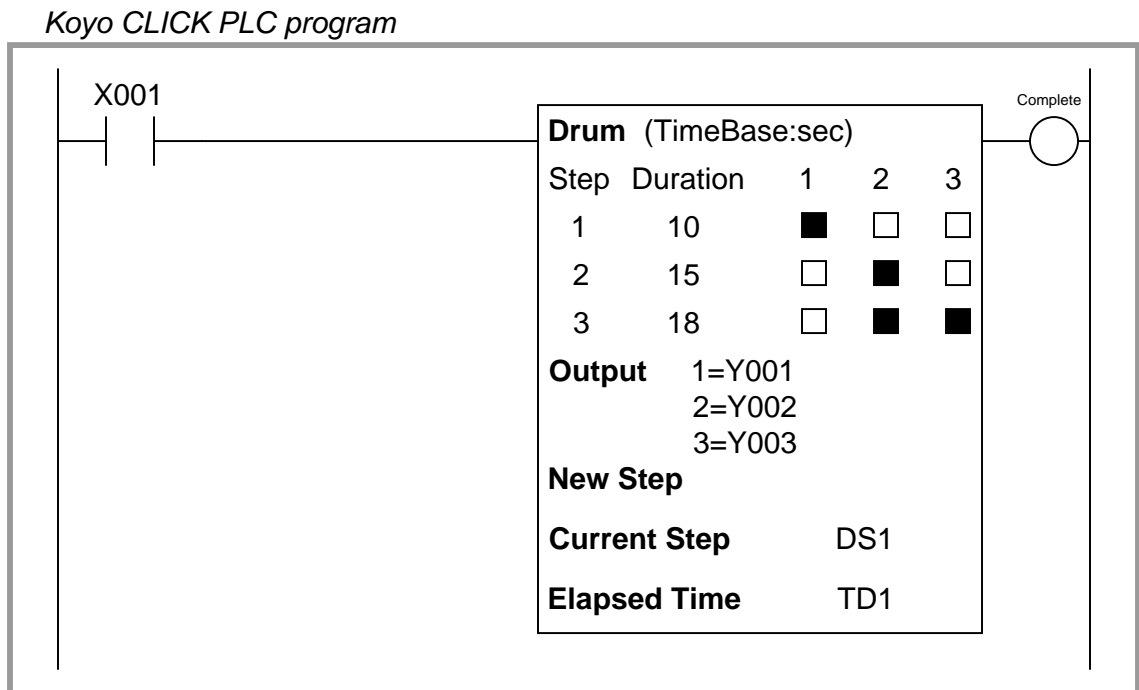 Koyo CLICK PLC program
X001
Complete
Drum (TimeBase:sec)
Step Duration 1 2 3
1 10
2 15
3 18
Output 1=Y001
2=Y002
3=Y003
New Step
Current Step DS1
Elapsed Time TD1